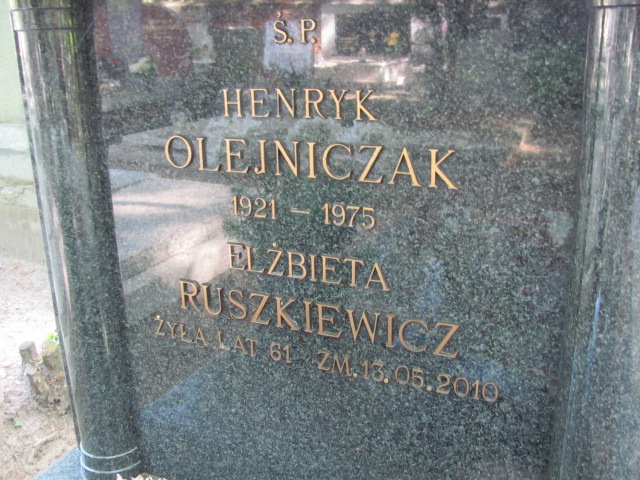 Ś.P.
HENRYK
OLEJNICZAK
1921 – 1975
ELŻBIETA
RUSZKIEWICZ
ŻYŁA LAT 61 ZM.13.05.2010